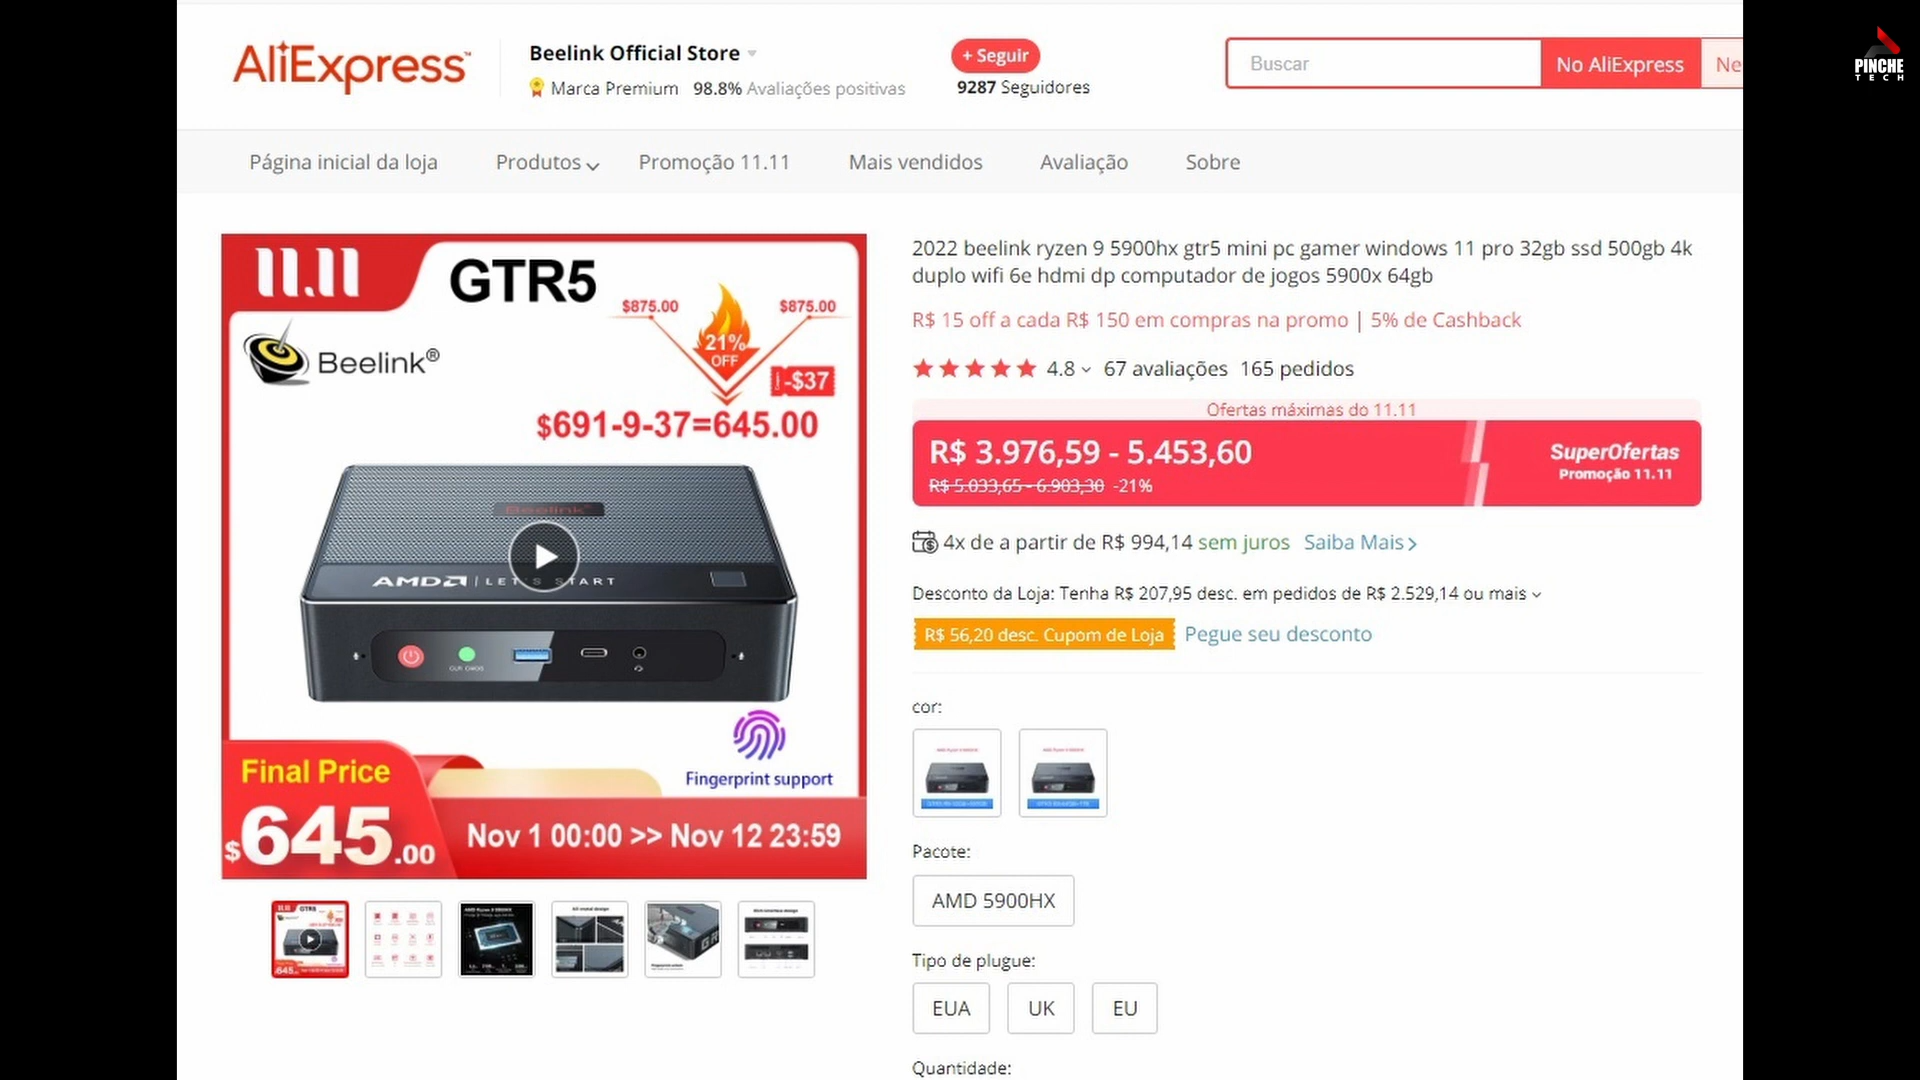 AliExpress™
Beelink Official Store
Marca Premium 98.8% Avaliações positivas
+ Seguir
9287 Seguidores
Buscar
No AliExpress
Ne
PINCHE
TECH
Página inicial da loja
Produtos
Promoção 11.11
Mais vendidos
Avaliação
Sobre
11.11
GTR5
$875.00
$875.00
21%
OFF
-$37
Beelink®
$691-9-37=645.00
Beelink
AMD | LET'S START
CLR CMOS
Fingerprint support
Final Price
$645.00
Nov 1 00:00 >> Nov 12 23:59
2022 beelink ryzen 9 5900hx gtr5 mini pc gamer windows 11 pro 32gb ssd 500gb 4k
duplo wifi 6e hdmi dp computador de jogos 5900x 64gb
R$ 15 off a cada R$ 150 em compras na promo | 5% de Cashback
4.8 67 avaliações 165 pedidos
Ofertas máximas do 11.11
R$ 3.976,59 - 5.453,60
R$ 5.033,65 - 6.903,30 -21%
SuperOfertas
Promoção 11.11
4x de a partir de R$ 994,14 sem juros Saiba Mais
Desconto da Loja: Tenha R$ 207,95 desc. em pedidos de R$ 2.529,14 ou mais
R$ 56,20 desc. Cupom de Loja
Pegue seu desconto
cor:
Pacote:
AMD 5900HX
Tipo de plugue:
EUA
UK
EU
Quantidade: